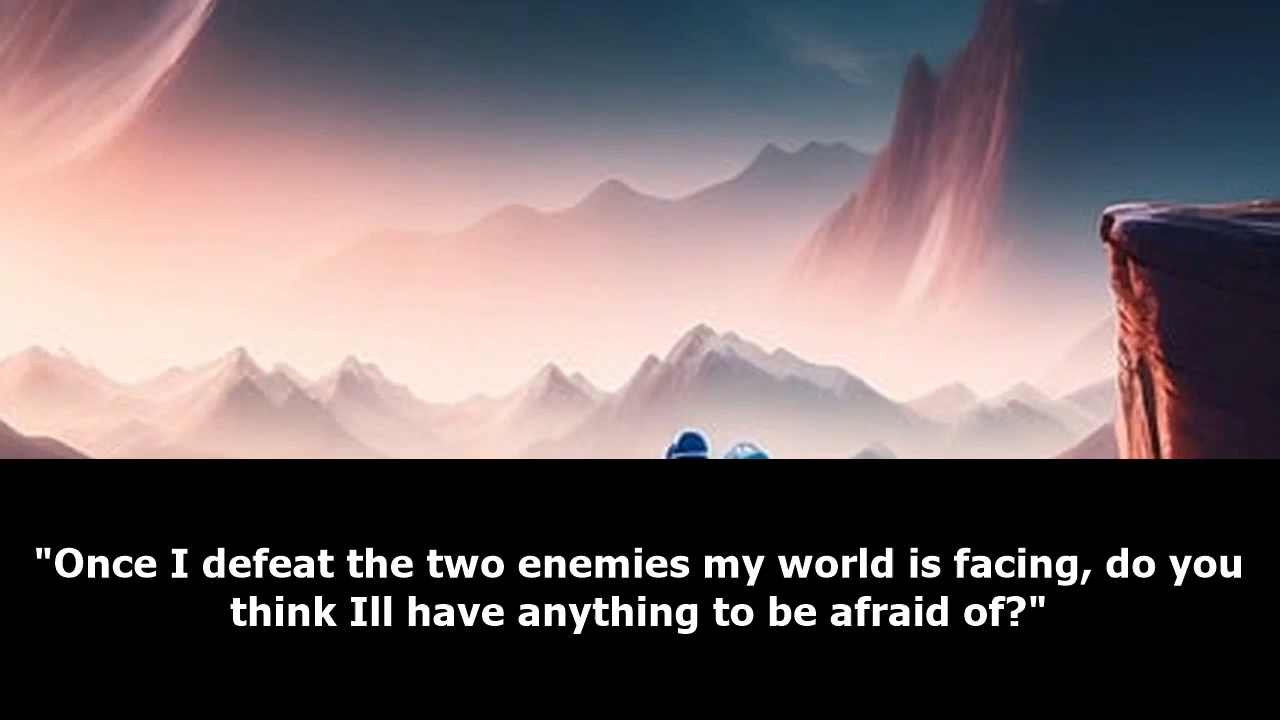 "Once I defeat the two enemies my world is facing, do you
think Ill have anything to be afraid of?"